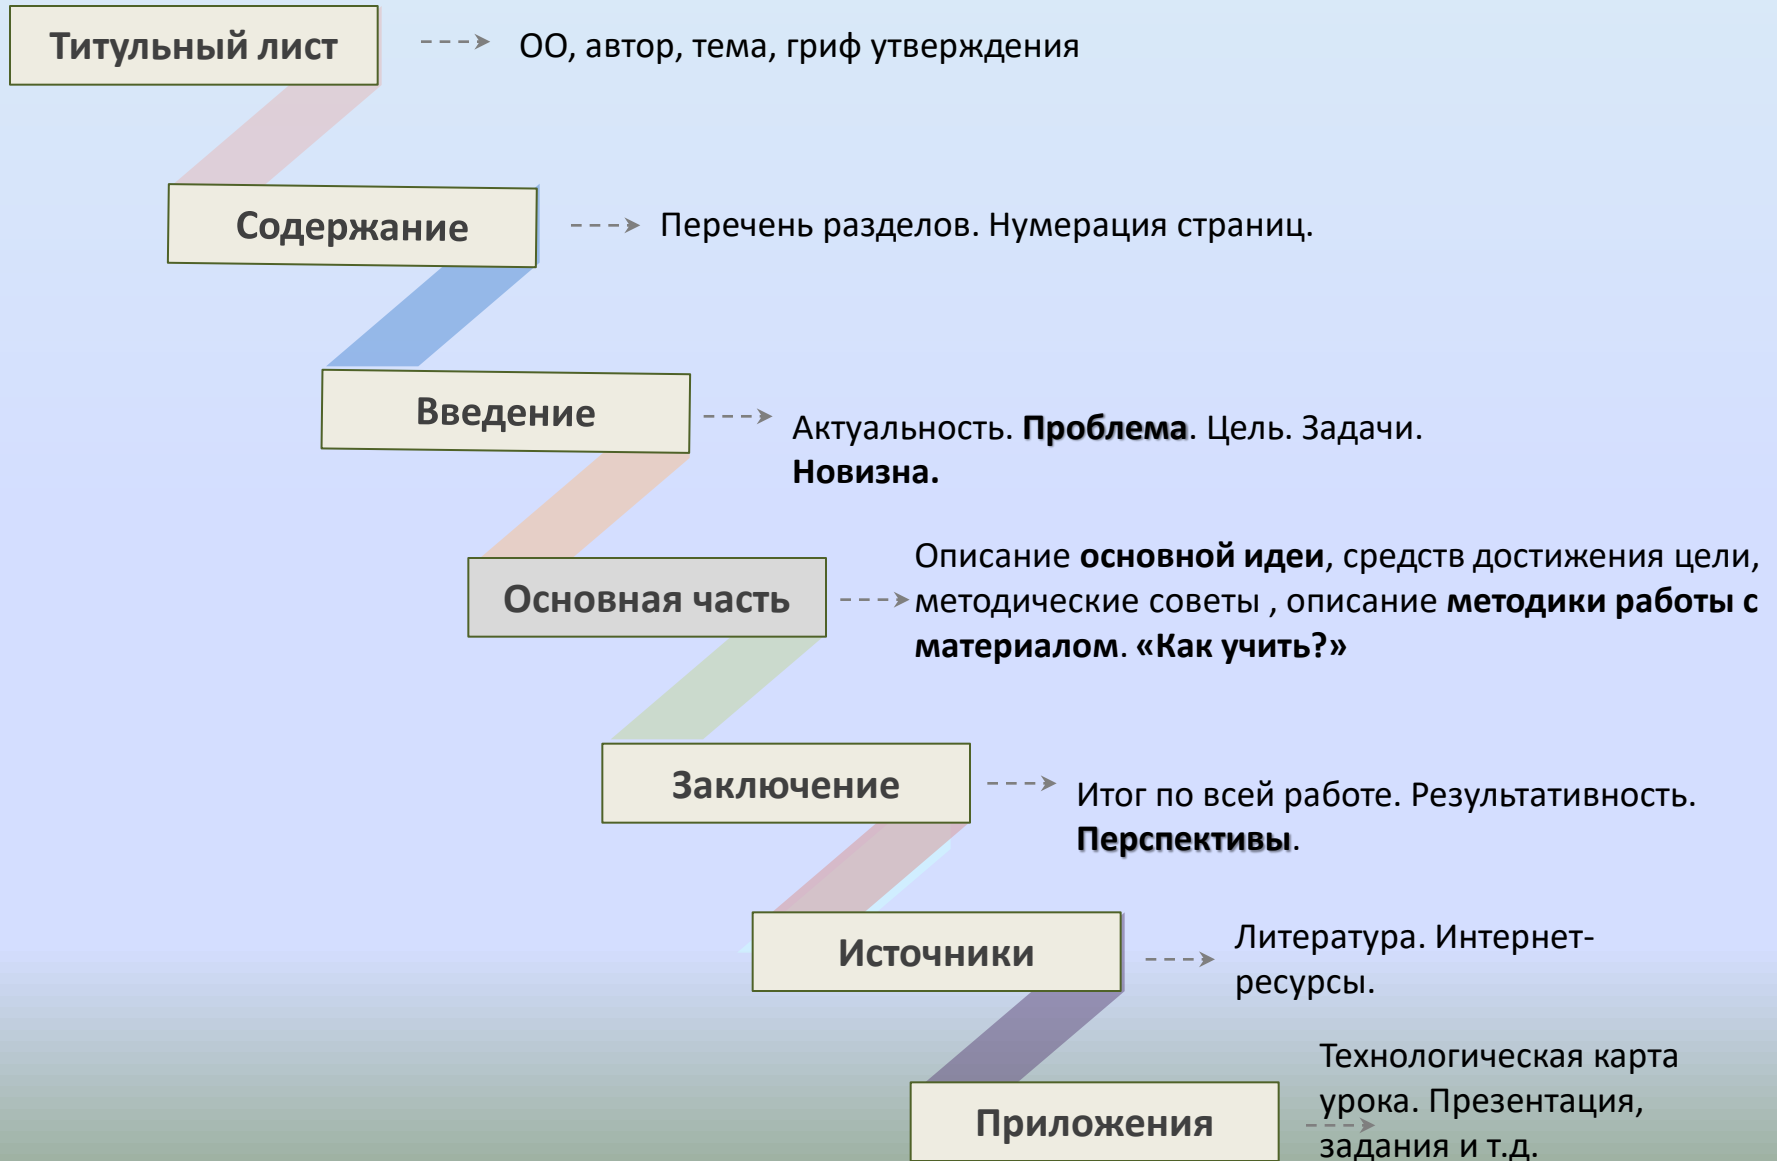 Титульный лист
ОО, автор, тема, гриф утверждения
Содержание
Перечень разделов. Нумерация страниц.
Введение
Актуальность. Проблема. Цель. Задачи.
Новизна.
Основная часть
Описание основной идеи, средств достижения цели,
методические советы , описание методики работы с
материалом. «Как учить?»
Заключение
Итог по всей работе. Результативность.
Перспективы.
Источники
Литература. Интернет-
ресурсы.
Приложения
Технологическая карта
урока. Презентация,
задания и т.д.